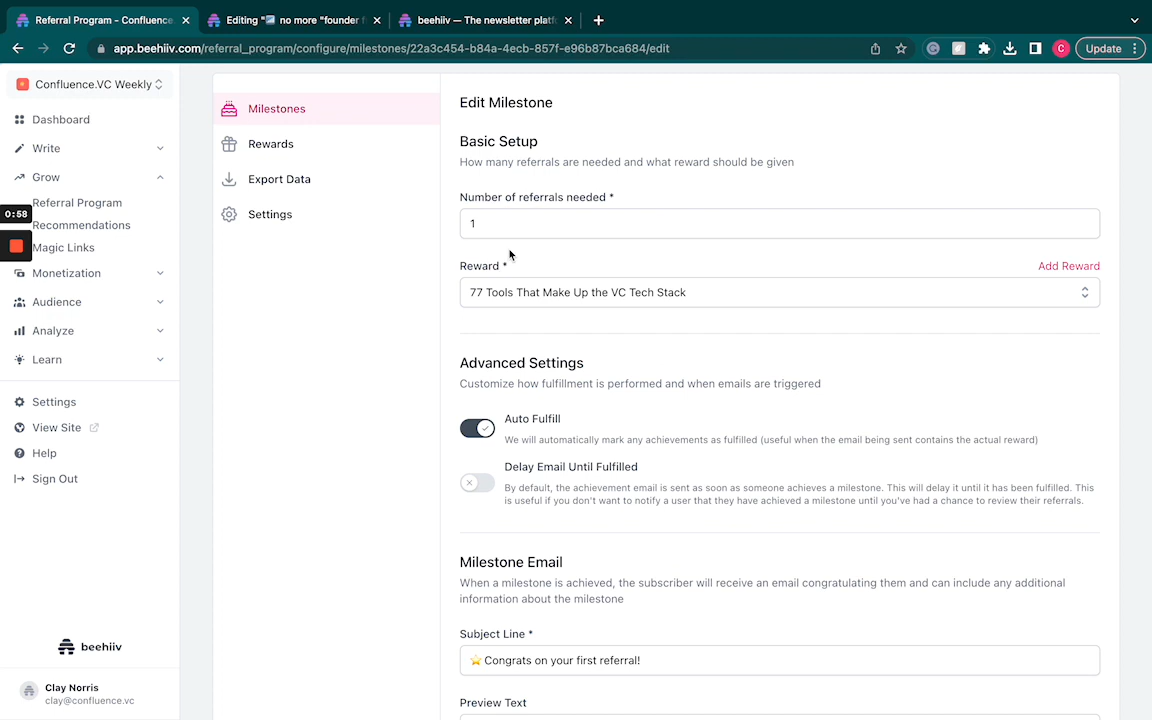 Referral Program - Confluence.
Editing "↗️ no more "founder f
beehiiv — The newsletter platf
app.beehiiv.com/referral_program/configure/milestones/22a3c454-b84a-4ecb-857f-e96b87bca684/edit
C
Update
Confluence.VC Weekly
Dashboard
Write
Grow
0:58
Referral Program
Recommendations
Magic Links
Monetization
Audience
Analyze
Learn
Settings
View Site
Help
Sign Out
beehiiv
Clay Norris
clay@confluence.vc
Milestones
Rewards
Export Data
Settings
Edit Milestone
Basic Setup
How many referrals are needed and what reward should be given
Number of referrals needed *
1
Reward *
Add Reward
77 Tools That Make Up the VC Tech Stack
Advanced Settings
Customize how fulfillment is performed and when emails are triggered
Auto Fulfill
We will automatically mark any achievements as fulfilled (useful when the email being sent contains the actual reward)
Delay Email Until Fulfilled
By default, the achievement email is sent as soon as someone achieves a milestone. This will delay it until it has been fulfilled. This
is useful if you don't want to notify a user that they have achieved a milestone until you've had a chance to review their referrals.
Milestone Email
When a milestone is achieved, the subscriber will receive an email congratulating them and can include any additional
information about the milestone
Subject Line *
⭐ Congrats on your first referral!
Preview Text